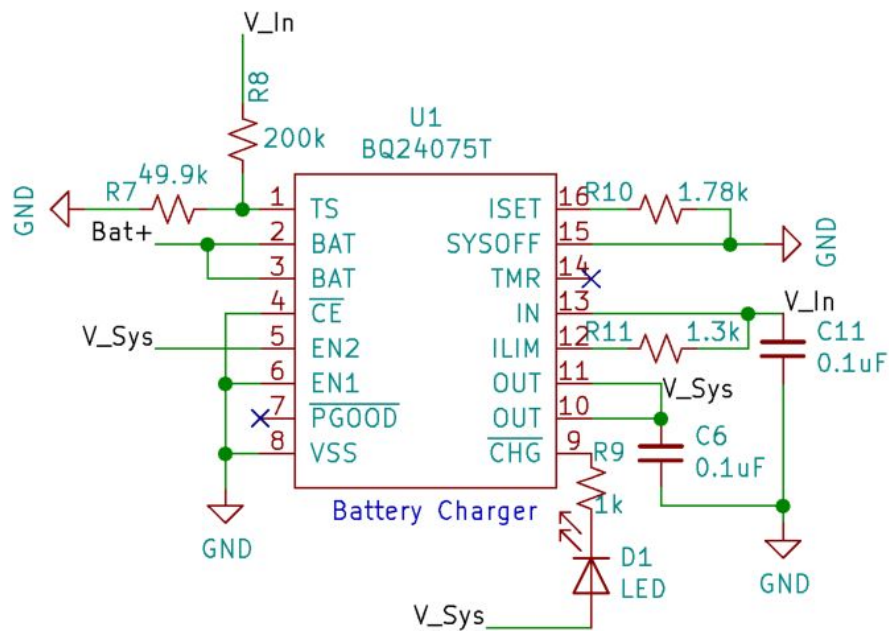 V_In
R8
200k
U1
BQ24075T
GND
R7
49.9k
1
TS
ISET
16
R10
1.78k
Bat+
2
BAT
SYSOFF
15
GND
3
BAT
TMR
14
4
CE
IN
13
V_In
V_Sys
5
EN2
ILIM
12
R11
1.3k
C11
0.1uF
6
EN1
OUT
11
V_Sys
7
PGOOD
OUT
10
8
VSS
CHG
9
R9
1k
C6
0.1uF
Battery Charger
GND
GND
D1
LED
V_Sys